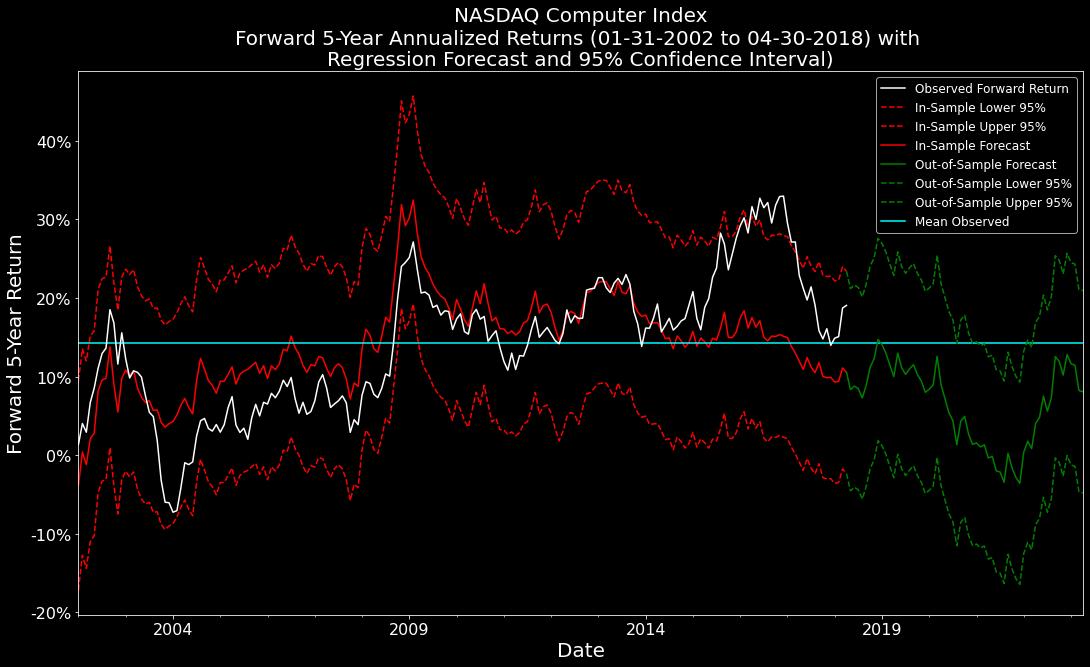 NASDAQ Computer Index
Forward 5-Year Annualized Returns (01-31-2002 to 04-30-2018) with
Regression Forecast and 95% Confidence Interval)
Observed Forward Return
In-Sample Lower 95%
In-Sample Upper 95%
In-Sample Forecast
Out-of-Sample Forecast
Out-of-Sample Lower 95%
Out-of-Sample Upper 95%
Mean Observed
Forward 5-Year Return
40%
30%
20%
10%
0%
-10%
-20%
2004
2009
2014
2019
Date